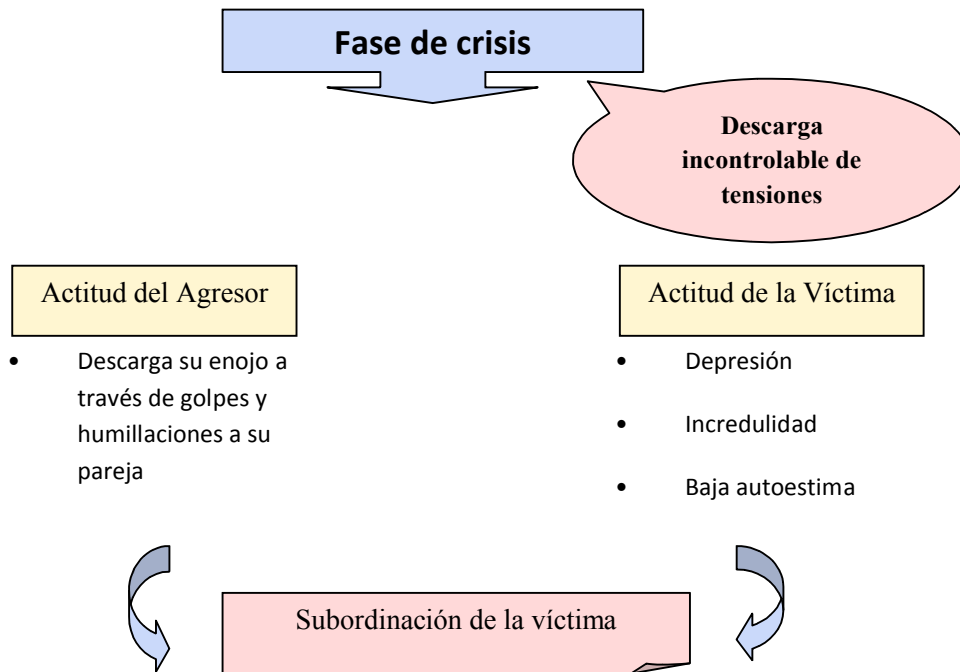 Fase de crisis
Descarga
incontrolable de
tensiones
Actitud del Agresor
• Descarga su enojo a
través de golpes y
humillaciones a su
pareja
Actitud de la Víctima
• Depresión
• Incredulidad
• Baja autoestima
Subordinación de la víctima